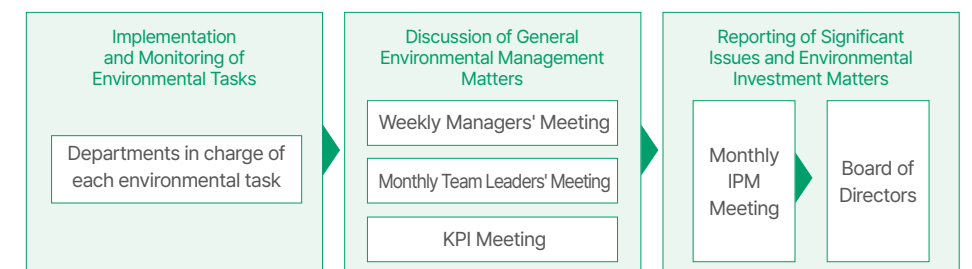 Implementation
and Monitoring of
Environmental Tasks
Departments in charge of
each environmental task
Discussion of General
Environmental Management
Matters
Weekly Managers' Meeting
Monthly Team Leaders' Meeting
KPI Meeting
Reporting of Significant
Issues and Environmental
Investment Matters
Monthly
IPM
Meeting
Board of
Directors